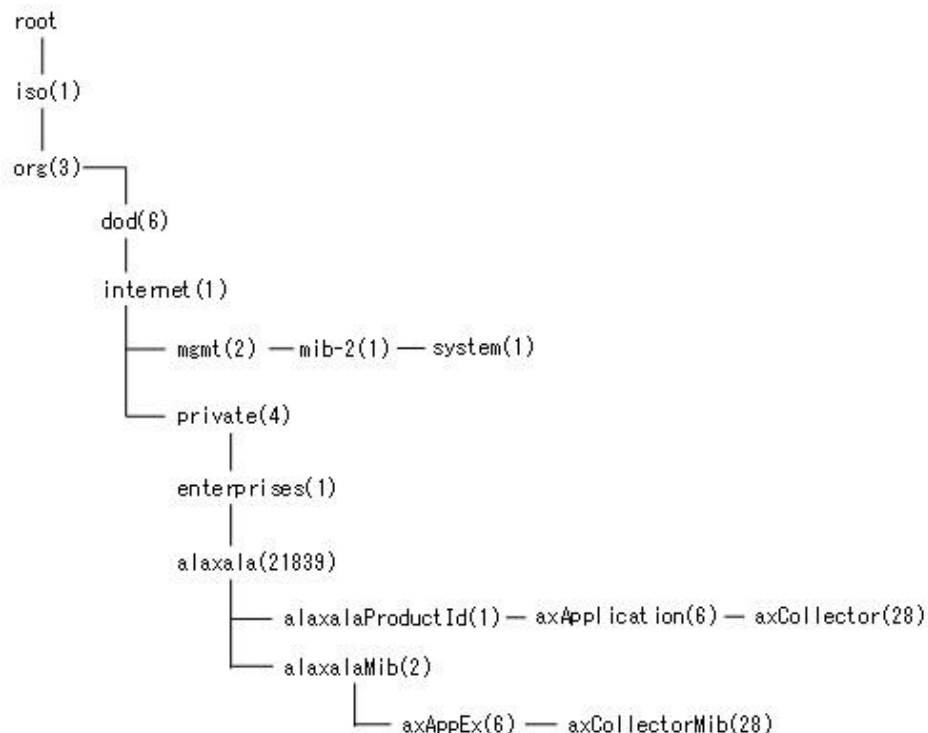 root
iso(1)
org(3)
dod(6)
internet(1)
mgmt(2) mib-2(1) system(1)
private(4)
enterprises(1)
alaxala(21839)
alaxalaProductId(1) axApplication(6) axCollector(28)
alaxalaMib(2)
axAppEx(6) axCollectorMib(28)